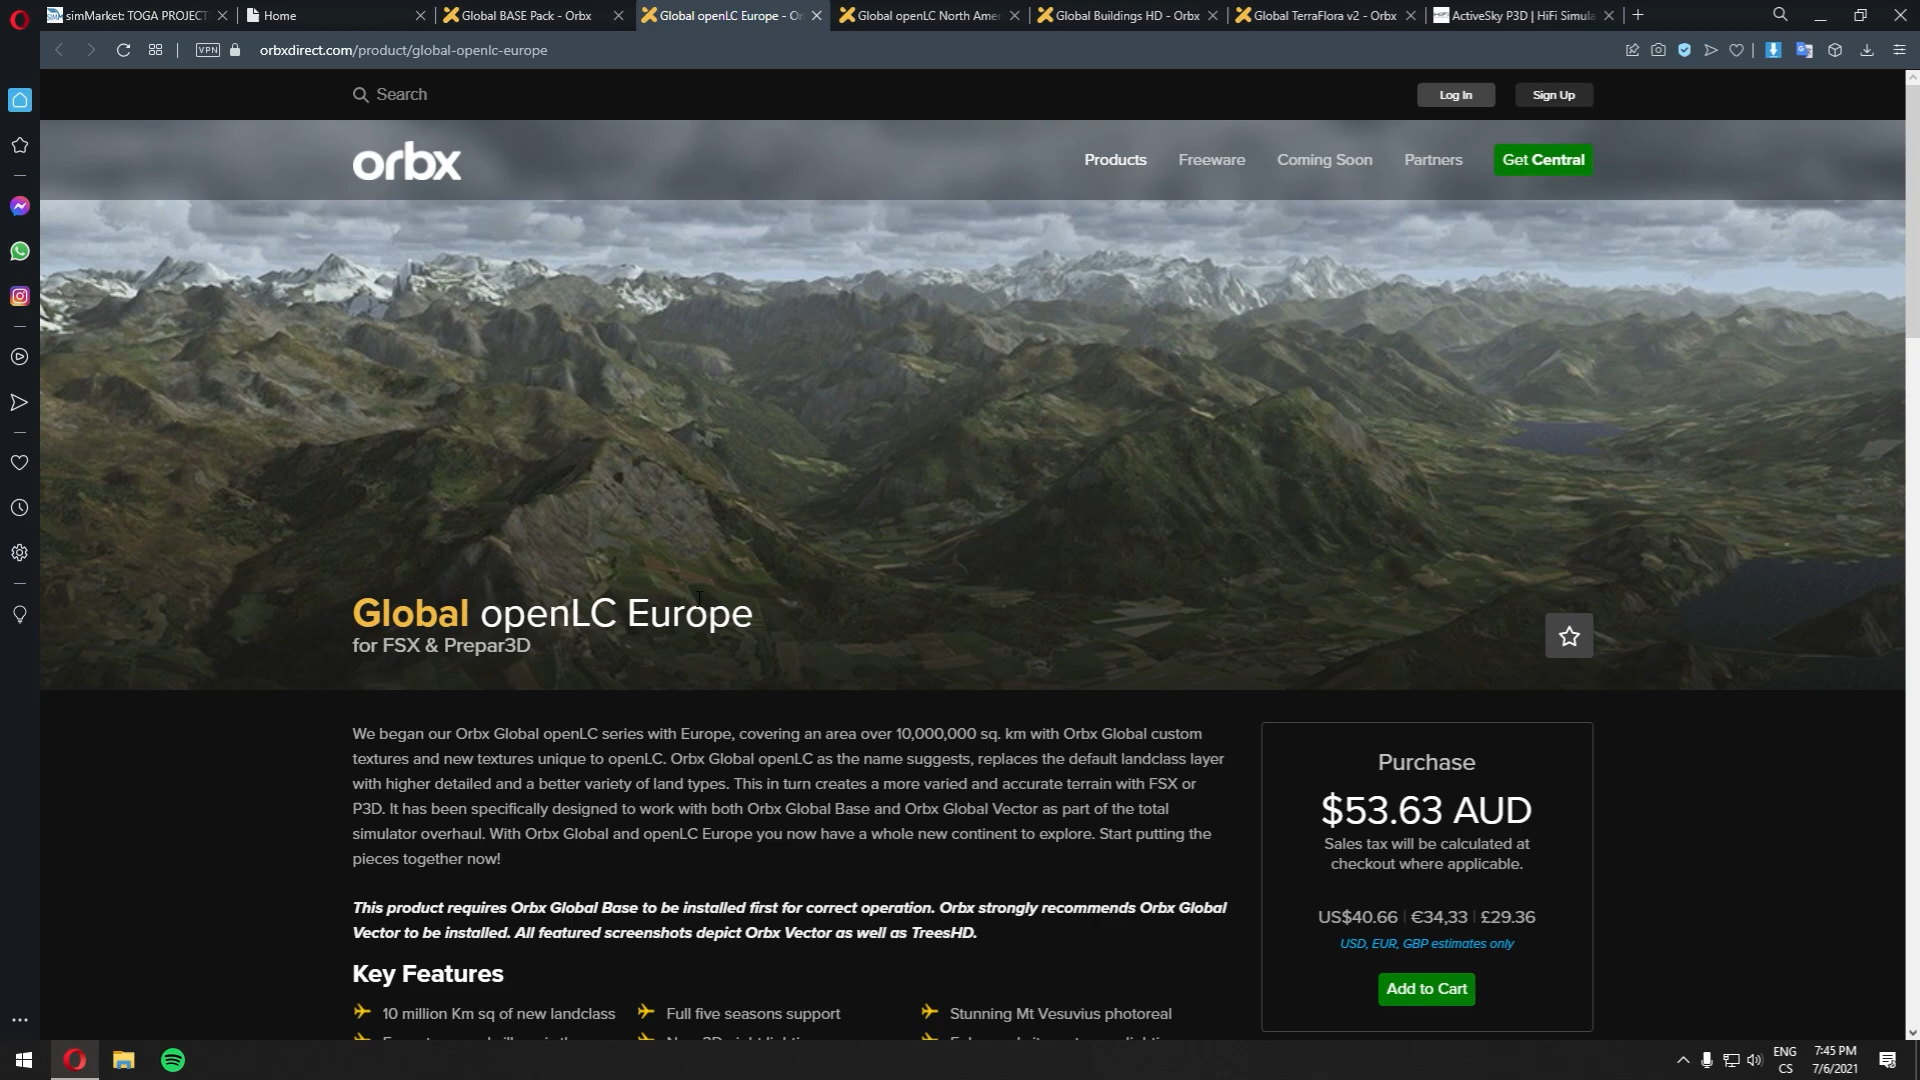 simMarket: TOGA PROJECT
Home
Global BASE Pack - Orbx
Global openLC Europe - Or
Global openLC North Amer
Global Buildings HD - Orbx
Global TerraFlora v2 - Orbx
ActiveSky P3D | HiFi Simula
VPN
orbxdirect.com/product/global-openlc-europe
Search
Log In
Sign Up
orbx
Products
Freeware
Coming Soon
Partners
Get Central
Global openLC Europe
for FSX & Prepar3D
We began our Orbx Global openLC series with Europe, covering an area over 10,000,000 sq. km with Orbx Global custom
textures and new textures unique to openLC. Orbx Global openLC as the name suggests, replaces the default landclass layer
with higher detailed and a better variety of land types. This in turn creates a more varied and accurate terrain with FSX or
P3D. It has been specifically designed to work with both Orbx Global Base and Orbx Global Vector as part of the total
simulator overhaul. With Orbx Global and openLC Europe you now have a whole new continent to explore. Start putting the
pieces together now!
This product requires Orbx Global Base to be installed first for correct operation. Orbx strongly recommends Orbx Global
Vector to be installed. All featured screenshots depict Orbx Vector as well as TreesHD.
Key Features
10 million Km sq of new landclass
Full five seasons support
Stunning Mt Vesuvius photoreal
Purchase
$53.63 AUD
Sales tax will be calculated at
checkout where applicable.
US$40.66 | €34,33 | £29.36
USD, EUR, GBP estimates only
Add to Cart
ENG
CS
7:45 PM
7/6/2021